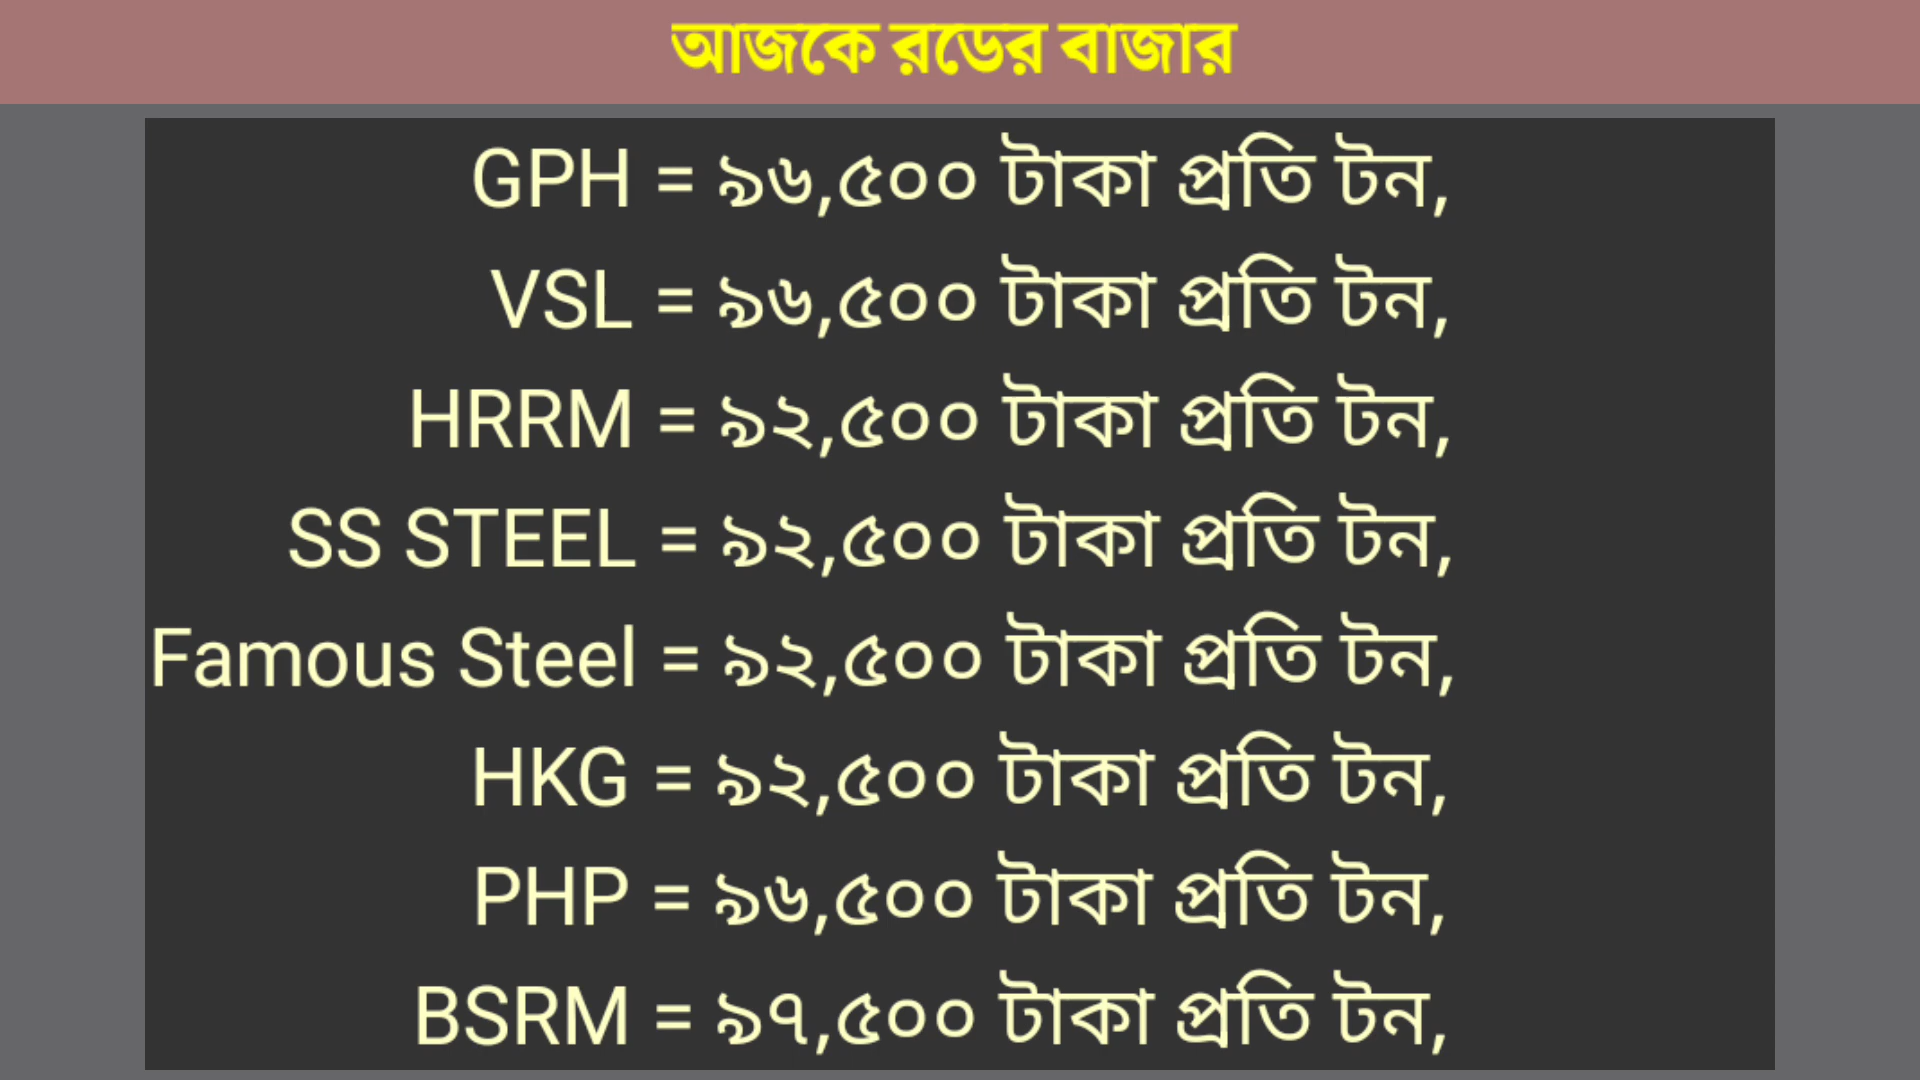 আজকে রডের বাজার
GPH = ৯৬,৫০০ টাকা প্রতি টন,
VSL = ৯৬,৫০০ টাকা প্রতি টন,
HRRM = ৯২,৫০০ টাকা প্রতি টন,
SS STEEL = ৯২,৫০০ টাকা প্রতি টন,
Famous Steel = ৯২,৫০০ টাকা প্রতি টন,
HKG = ৯২,৫০০ টাকা প্রতি টন,
PHP = ৯৬,৫০০ টাকা প্রতি টন,
BSRM = ৯৭,৫০০ টাকা প্রতি টন,